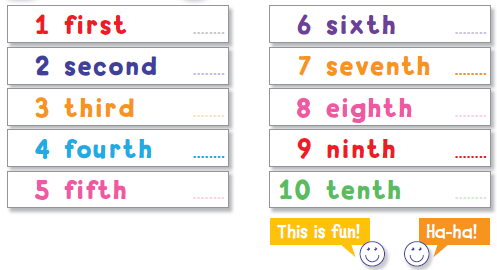 1 first ........
2 second ........
3 third ........
4 fourth ........
5 fifth ........
6 sixth ........
7 seventh ........
8 eighth ........
9 ninth ........
10 tenth ........
This is fun!
Ha-ha!